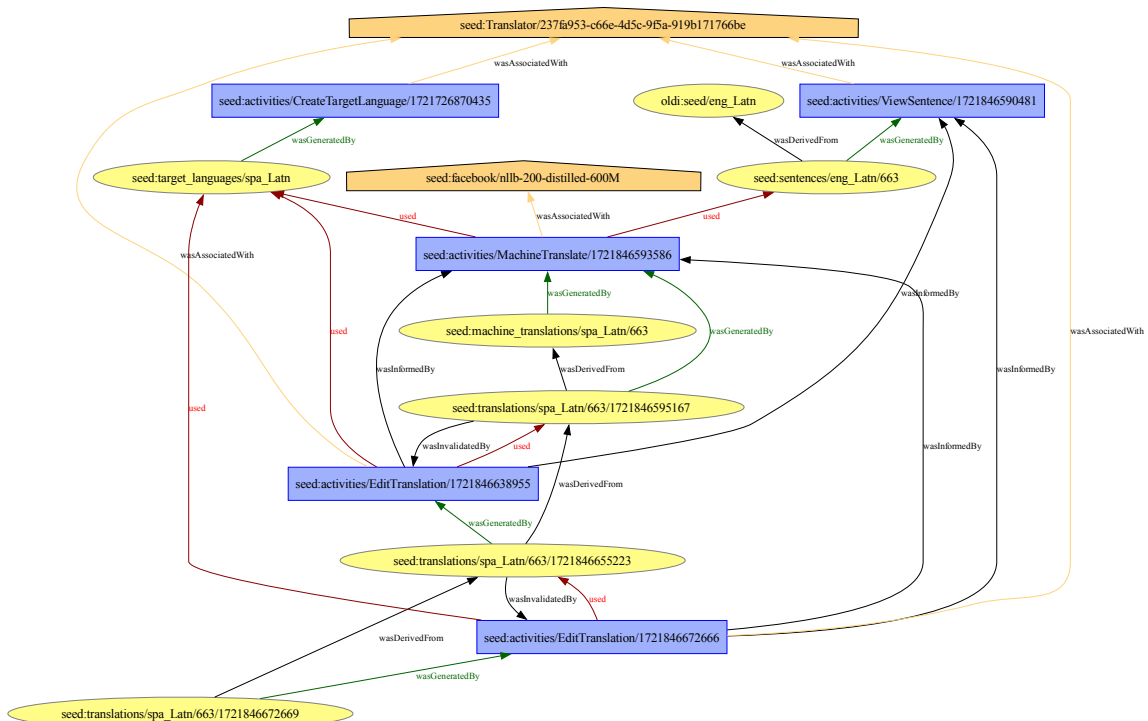 seed:Translator/237fa953-c66e-4d5c-9f5a-919b171766be
wasAssociatedWith
wasAssociatedWith
seed:activities/CreateTargetLanguage/1721726870435
oldi:seed/eng_Latn
seed:activities/ViewSentence/1721846590481
wasGeneratedBy
wasDerivedFrom
wasGeneratedBy
seed:target_languages/spa_Latn
seed:facebook/nllb-200-distilled-600M
seed:sentences/eng_Latn/663
used
wasAssociatedWith
used
wasAssociatedWith
seed:activities/MachineTranslate/1721846593586
wasGeneratedBy
wasInformedBy
used
seed:machine_translations/spa_Latn/663
wasGeneratedBy
wasAssociatedWith
wasInformedBy
wasDerivedFrom
wasInformedBy
used
seed:translations/spa_Latn/663/1721846595167
wasInvalidatedBy
used
wasInformedBy
seed:activities/EditTranslation/1721846638955
wasDerivedFrom
wasGeneratedBy
seed:translations/spa_Latn/663/1721846655223
wasInvalidatedBy
used
wasDerivedFrom
seed:activities/EditTranslation/1721846672666
wasGeneratedBy
seed:translations/spa_Latn/663/1721846672669